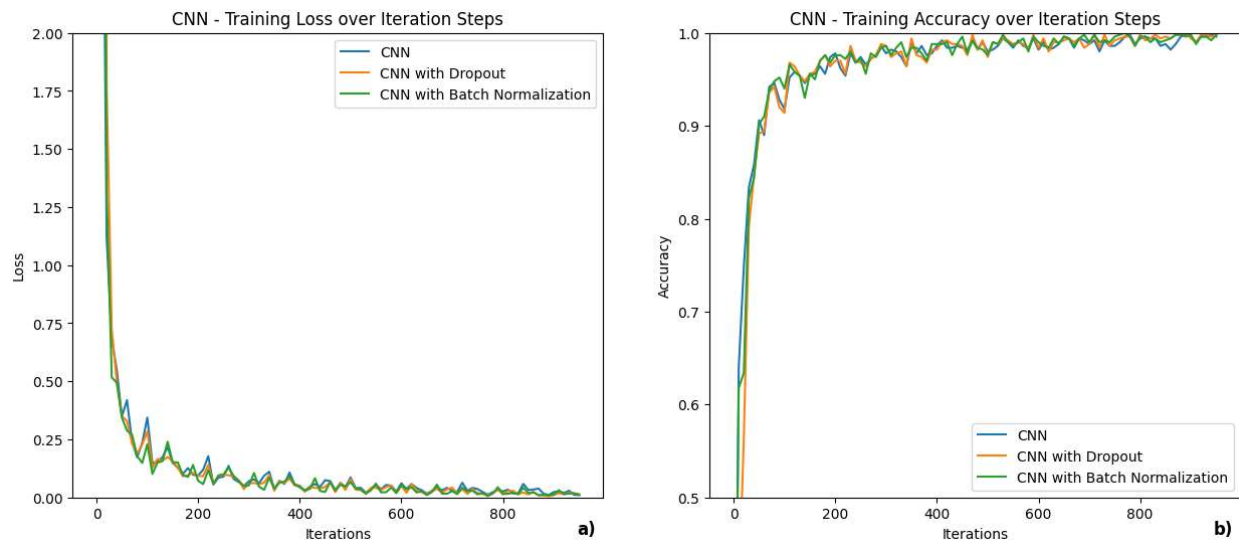 CNN - Training Loss over Iteration Steps
2.00
1.75
1.50
1.25
1.00
0.75
0.50
0.25
0.00
Loss
CNN
CNN with Dropout
CNN with Batch Normalization
0
200
400
600
800
Iterations
a)
CNN - Training Accuracy over Iteration Steps
1.0
0.9
0.8
0.7
0.6
0.5
Accuracy
CNN
CNN with Dropout
CNN with Batch Normalization
0
200
400
600
800
Iterations
b)